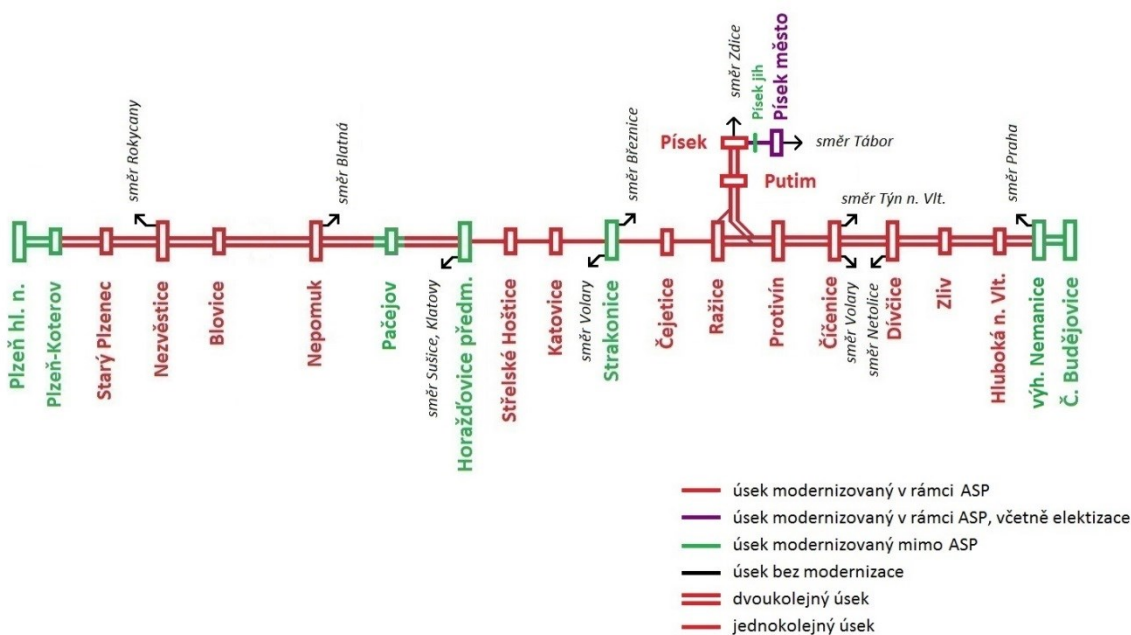 směr Zdice
Písek jih
Písek město
směr Rokycany
směr Blatná
směr Březnice
Písek
směr Tábor
směr Praha
Putim
směr Týn n. Vlt.
Plzeň hl. n.
Plzeň-Koterov
Starý Plzenec
Nezvěstice
Blovice
Nepomuk
Pačejov
směr Sušice, Klatovy
Horažďovice předm.
Střelské Hoštice
Katovice
směr Volary
Strakonice
Čejetice
Ražice
Protivín
Číčenice
směr Volary
směr Netolice
Dívčice
Zliv
Hluboká n. Vlt.
výh. Nemanice
Č. Budějovice
úsek modernizovaný v rámci ASP
úsek modernizovaný v rámci ASP, včetně elektizace
úsek modernizovaný mimo ASP
úsek bez modernizace
dvoukolejný úsek
jednokolejný úsek